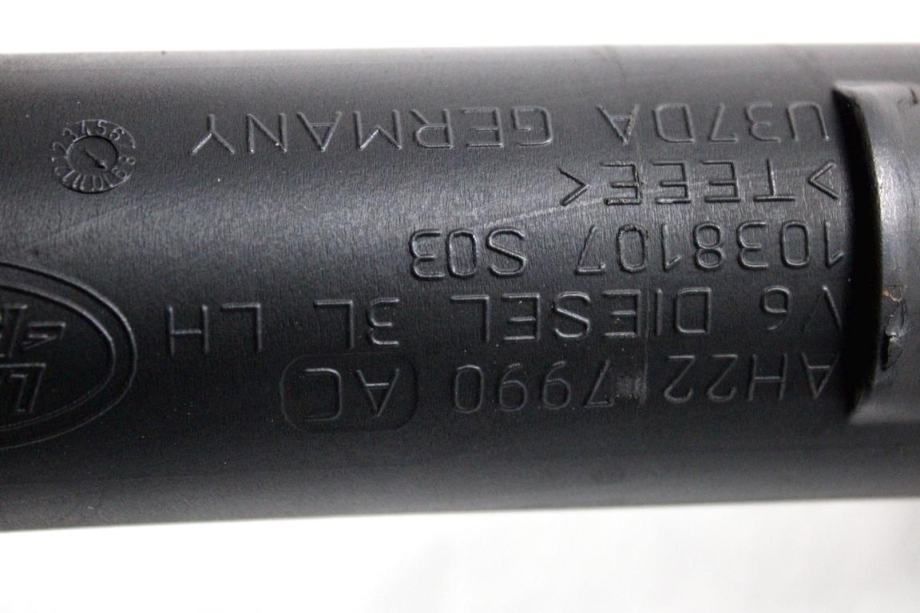 AH22 7990 AC
V6 DIESEL 3L LH
1038107 S03
>TEEE<
U37DA GERMANY